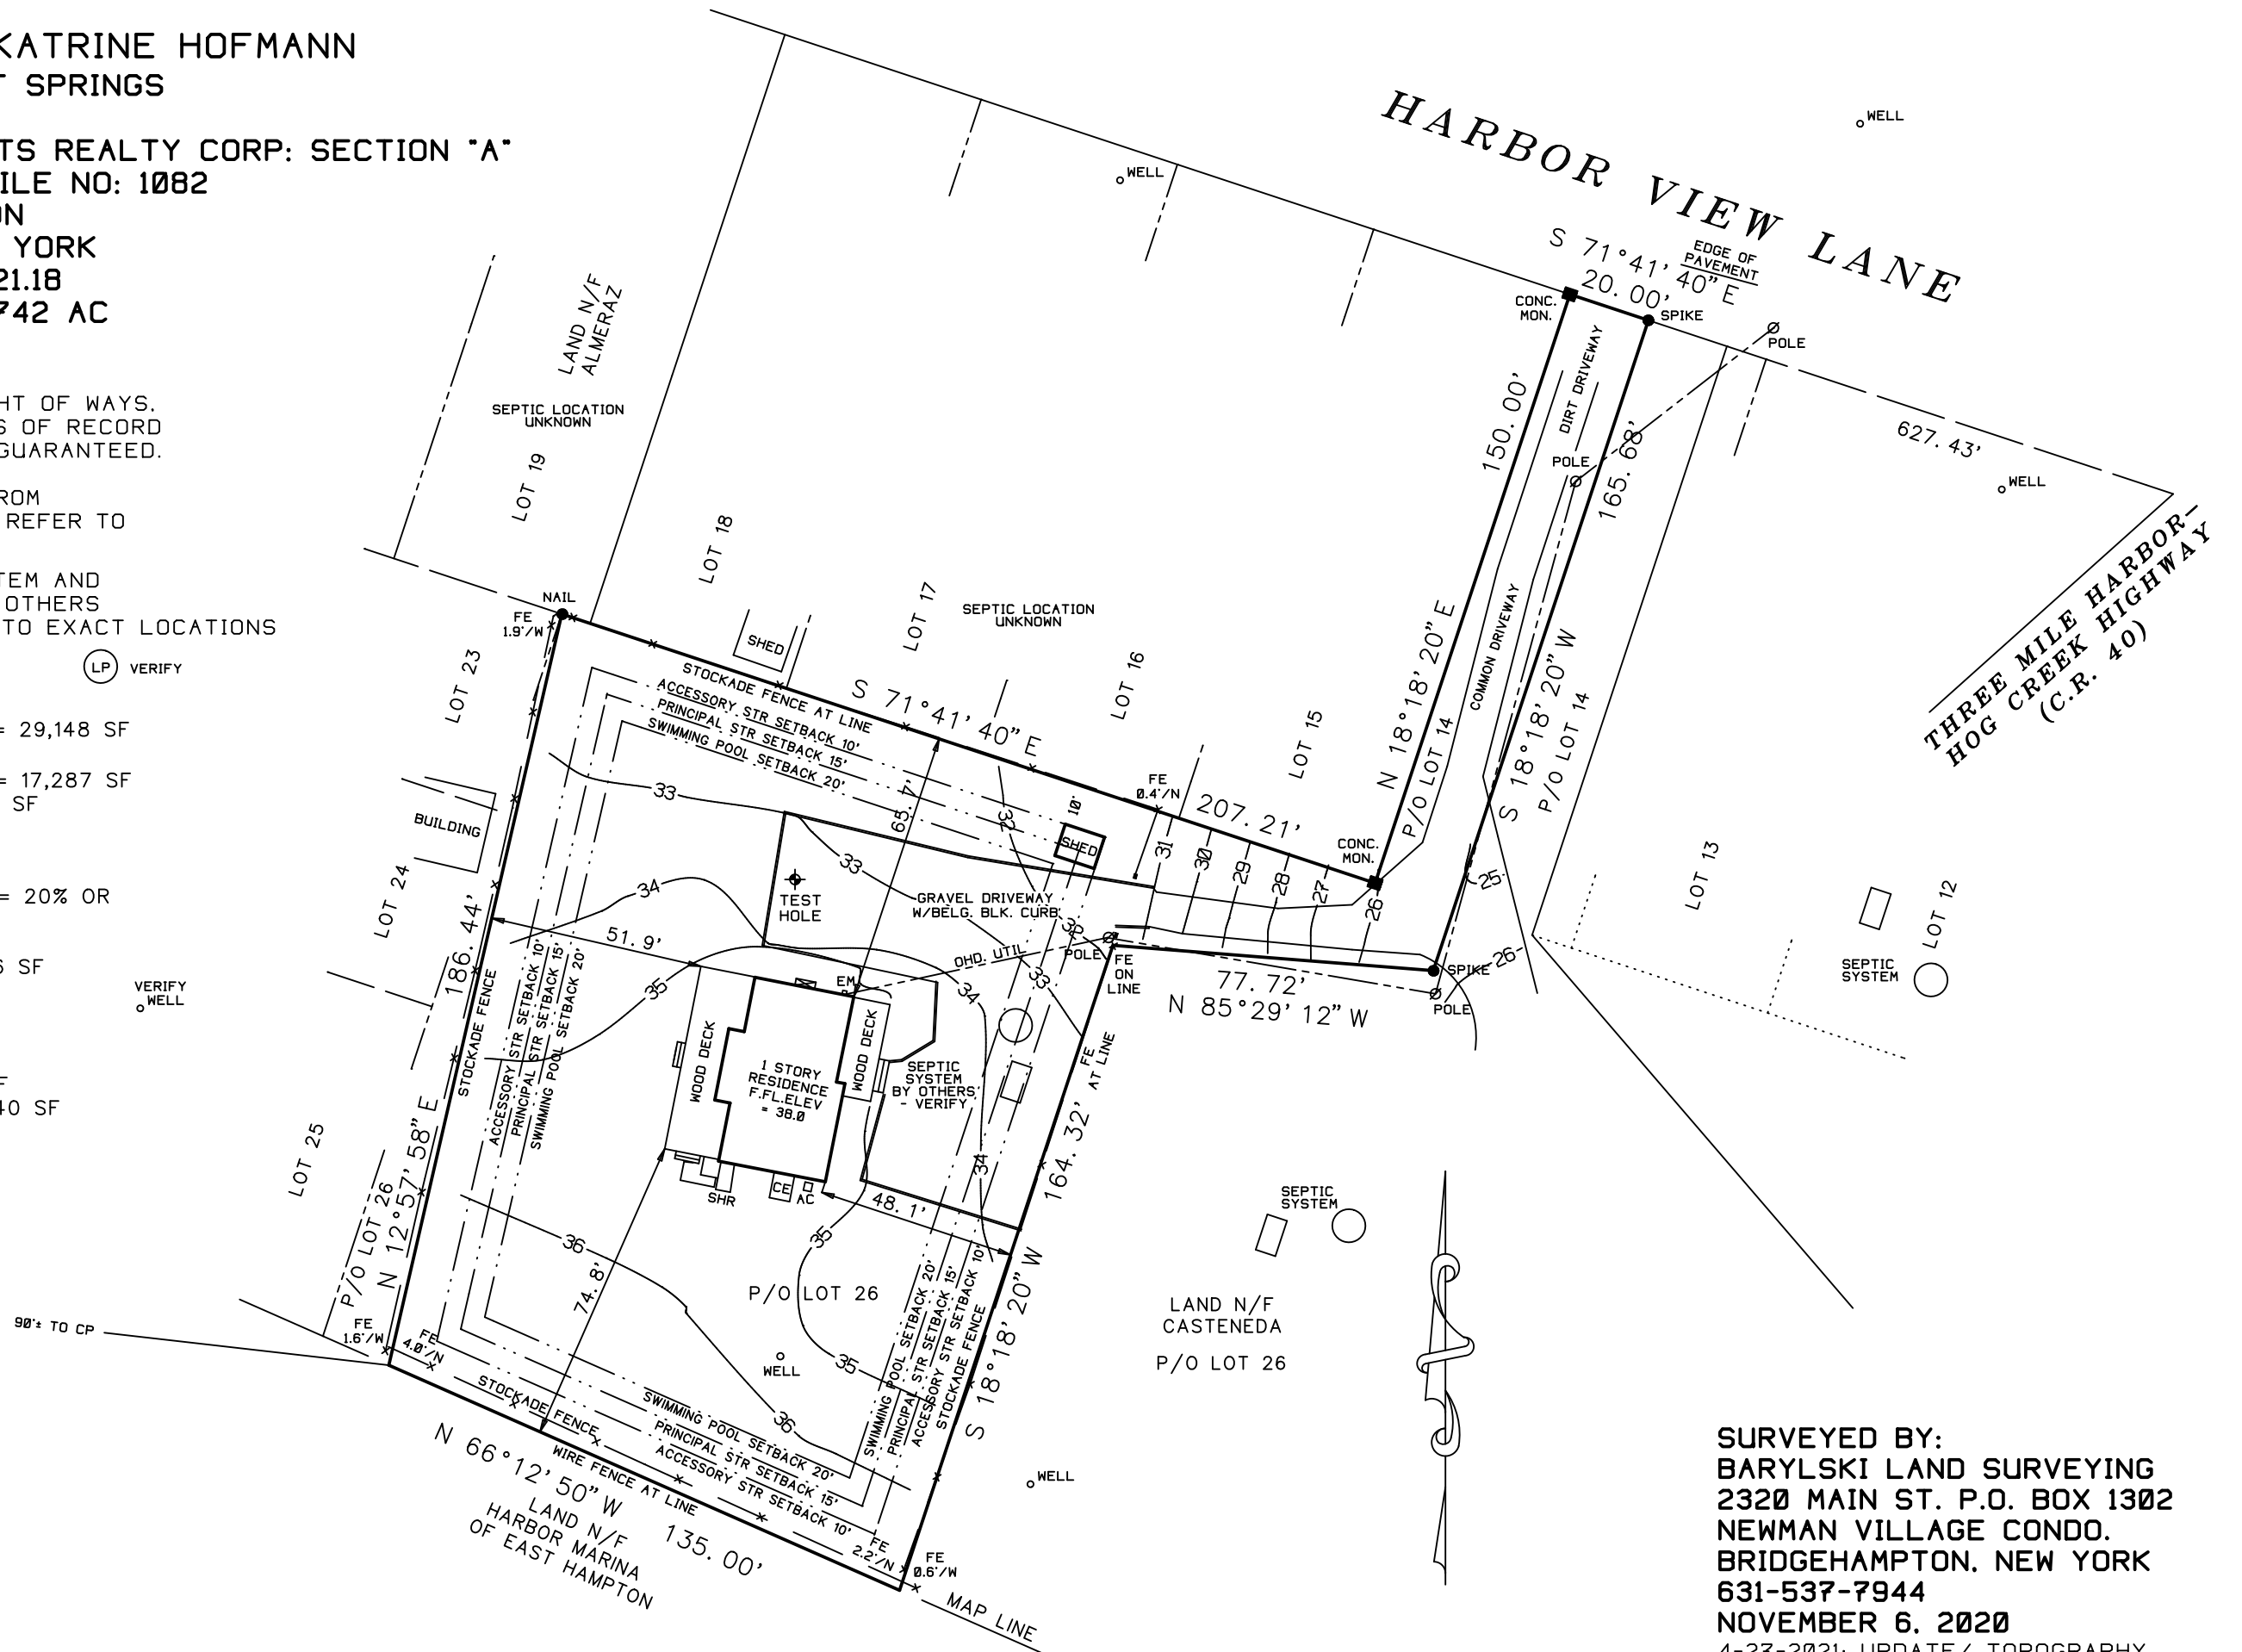 KATRINE HOFMANN
T SPRINGS
TS REALTY CORP: SECTION "A"
ILE NO: 1082
ON
YORK
21.18
742 AC
HT OF WAYS,
S OF RECORD
GUARANTEED.
ROM
REFER TO
TEM AND
OTHERS
TO EXACT LOCATIONS
LP VERIFY
= 29,148 SF
= 17,287 SF
SF
= 20% OR
6 SF
F
40 SF
HARBOR VIEW LANE
WELL
WELL
S 71°41'40"E
20.00'
EDGE OF
PAVEMENT
CONC.
MON.
SPIKE
POLE
DIRT DRIVEWAY
150.00'
POLE
165.68'
627.43'
WELL
THREE MILE HARBOR-
HOG CREEK HIGHWAY
(C.R. 40)
LAND N/F
ALMERAZ
SEPTIC LOCATION
UNKNOWN
LOT 19
LOT 18
LOT 17
SEPTIC LOCATION
UNKNOWN
LOT 16
LOT 15
N 18°18'20"E
P/O LOT 14
COMMON DRIVEWAY
S 18°18'20"W
P/O LOT 14
LOT 13
LOT 12
SEPTIC
SYSTEM
NAIL
FE
1.9'/W
LOT 23
SHED
STOCKADE FENCE AT LINE
S 71°41'40"E
ACCESSORY STR SETBACK 10'
PRINCIPAL STR SETBACK 15'
SWIMMING POOL SETBACK 20'
207.21'
FE
0.4'/N
CONC.
MON.
10'
SHED
65.7'
33
32
31
30
29
28
27
26
25
26
BUILDING
LOT 24
34
33
TEST
HOLE
GRAVEL DRIVEWAY
W/BELG. BLK. CURB
32
POLE
FE
ON
LINE
77.72'
N 85°29'12"W
SPIKE
POLE
51.9'
OHD. UTIL
33
34
EM
35
186.44'
STOCKADE FENCE
ACCESSORY STR SETBACK 10'
PRINCIPAL STR SETBACK 15'
SWIMMING POOL SETBACK 20'
VERIFY
WELL
WOOD DECK
1 STORY
RESIDENCE
F.FL.ELEV
= 38.0
WOOD DECK
SEPTIC
SYSTEM
BY OTHERS
- VERIFY
FE
AT LINE
164.32'
34
LOT 25
N 12°57'58"E
P/O LOT 26
SHR
CE
AC
48.1'
35
36
74.8'
P/O LOT 26
35
WELL
36
SEPTIC
SYSTEM
LAND N/F
CASTENEDA
P/O LOT 26
SWIMMING POOL SETBACK 20'
PRINCIPAL STR SETBACK 15'
ACCESSORY STR SETBACK 10'
STOCKADE FENCE
S 18°18'20"W
90'± TO CP
FE
1.6'/W
FE
4.0'/N
STOCKADE FENCE
WIRE FENCE AT LINE
SWIMMING POOL SETBACK 20'
PRINCIPAL STR SETBACK 15'
ACCESSORY STR SETBACK 10'
N 66°12'50"W
135.00'
LAND N/F
HARBOR MARINA
OF EAST HAMPTON
FE
2.2'/N
FE
0.6'/W
MAP LINE
WELL
SURVEYED BY:
BARYLSKI LAND SURVEYING
2320 MAIN ST. P.O. BOX 1302
NEWMAN VILLAGE CONDO.
BRIDGEHAMPTON, NEW YORK
631-537-7944
NOVEMBER 6, 2020
4-23-2021: UPDATE/ TOPOGRAPHY